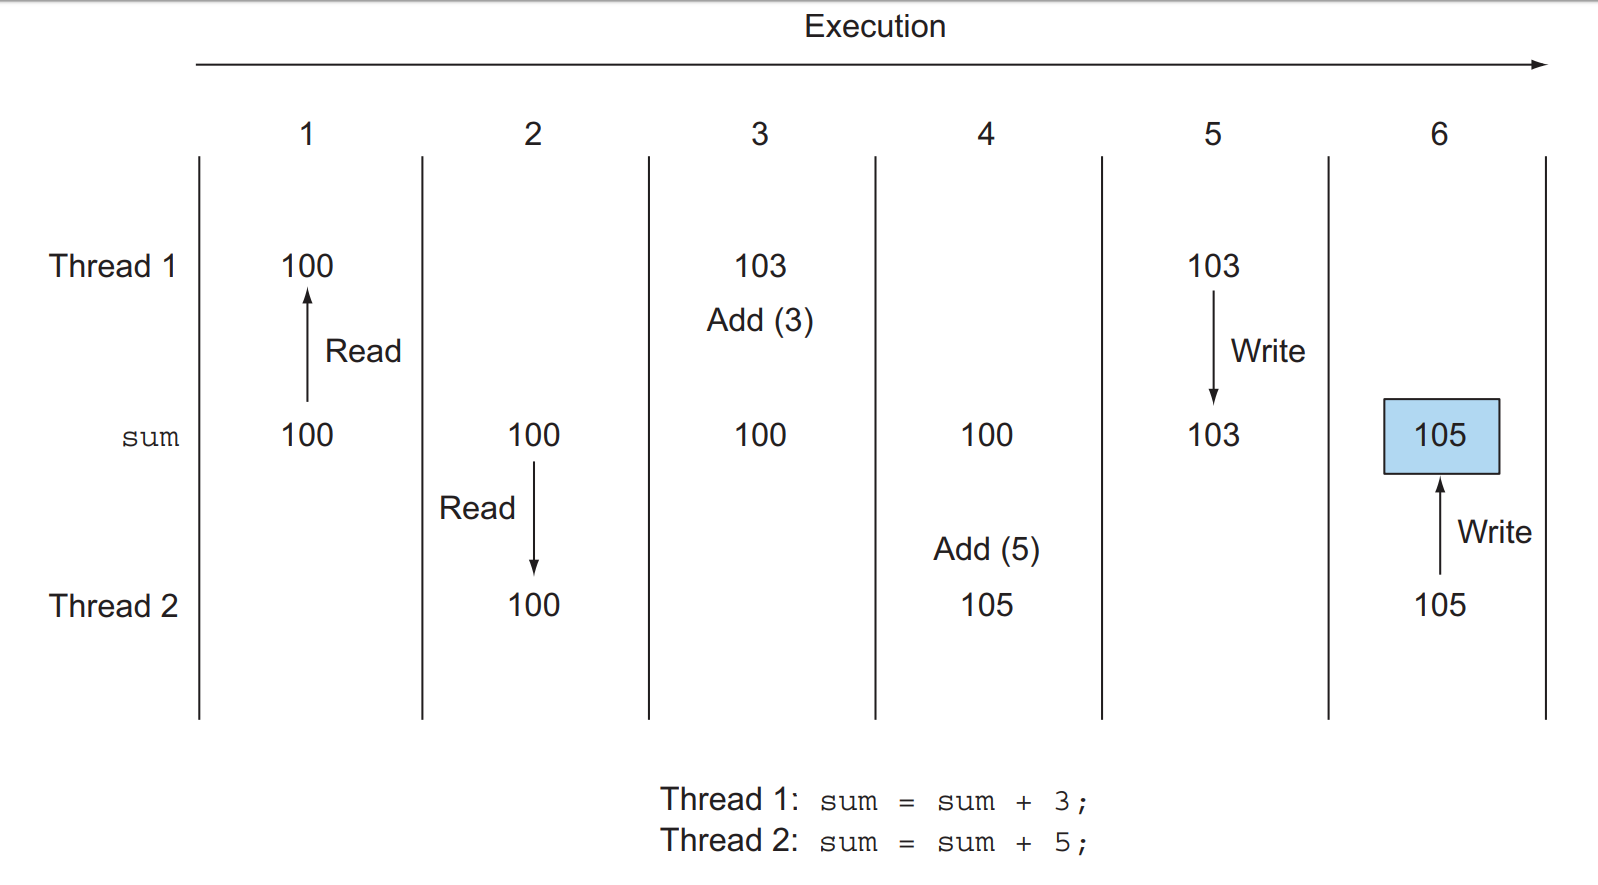 Execution
1 2 3 4 5 6
Thread 1 100 103 103
Add (3)
Read Write
sum 100 100 100 100 103 105
Read Write
Add (5)
Thread 2 100 105 105
Thread 1: sum = sum + 3;
Thread 2: sum = sum + 5;